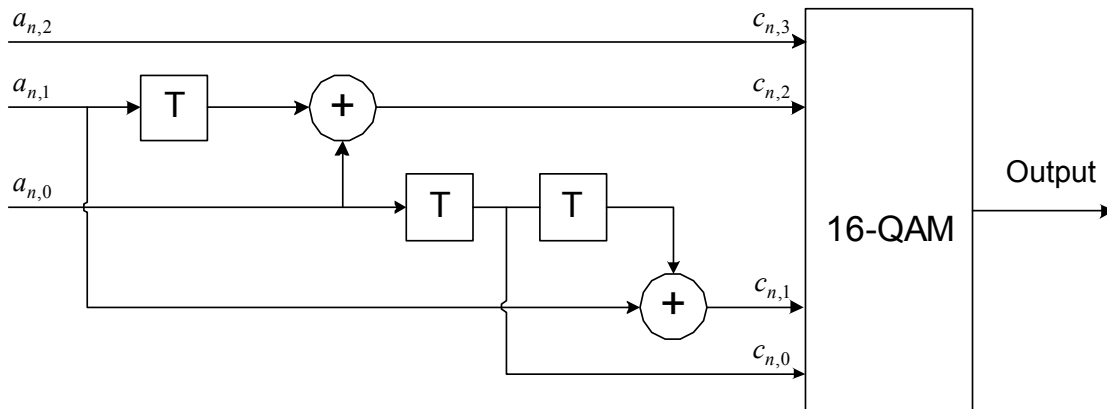 a_{n,2}
c_{n,3}
a_{n,1}
T
+
c_{n,2}
a_{n,0}
T
T
Output
16-QAM
+
c_{n,1}
c_{n,0}